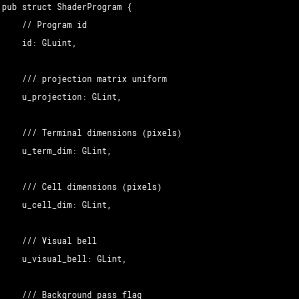 pub struct ShaderProgram {
    // Program id
    id: GLuint,
    /// projection matrix uniform
    u_projection: GLint,
    /// Terminal dimensions (pixels)
    u_term_dim: GLint,
    /// Cell dimensions (pixels)
    u_cell_dim: GLint,
    /// Visual bell
    u_visual_bell: GLint,
    /// Background pass flag